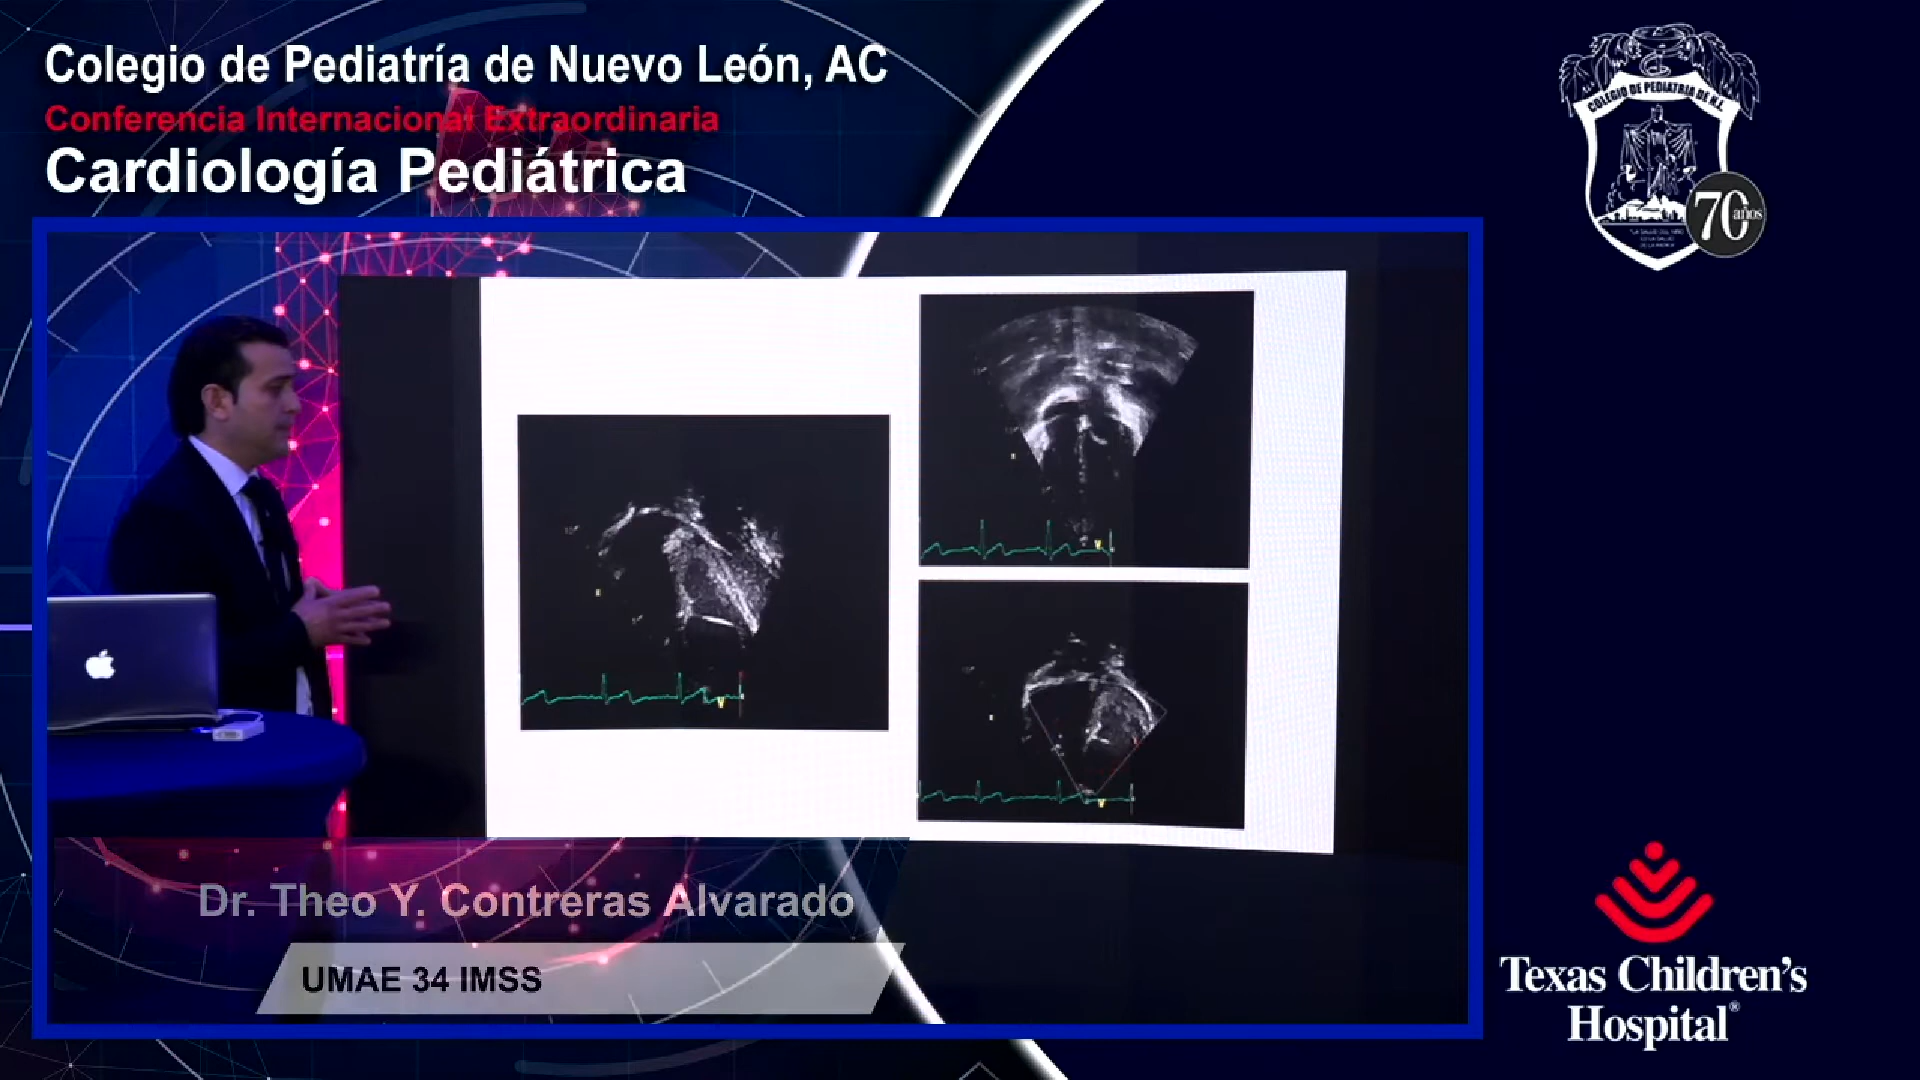 Colegio de Pediatría de Nuevo León, AC
Conferencia Internacional Extraordinaria
Cardiología Pediátrica
COLEGIO DE PEDIATRIA DE N.L.
70 años
Dr. Theo Y. Contreras Alvarado
UMAE 34 IMSS
Texas Children's
Hospital®